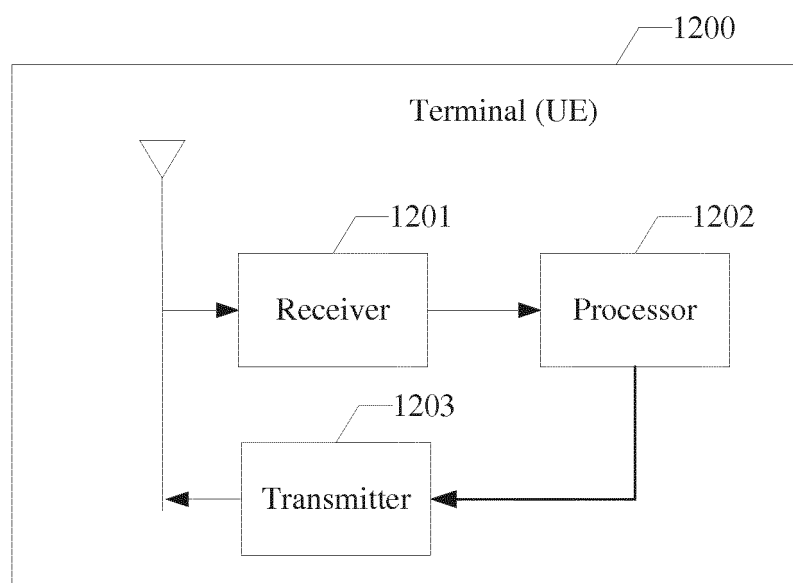 1200
Terminal (UE)
1201
1202
Receiver
Processor
1203
Transmitter